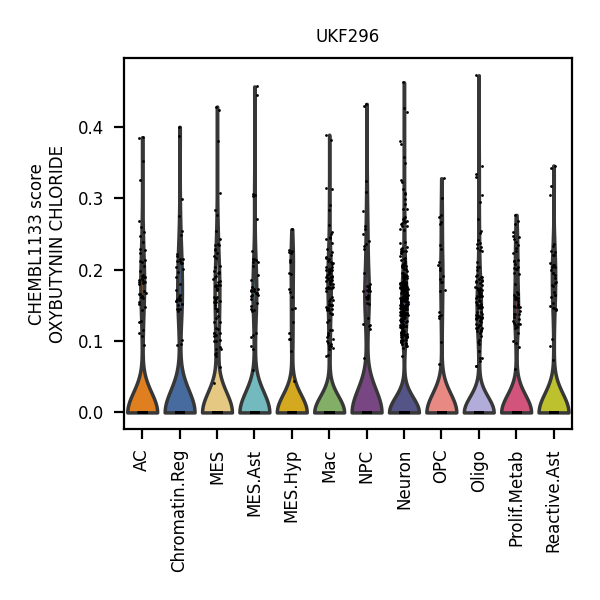 UKF296
CHEMBL1133 score
OXYBUTYNIN CHLORIDE
0.4
0.3
0.2
0.1
0.0
AC
Chromatin.Reg
MES
MES.Ast
MES.Hyp
Mac
NPC
Neuron
OPC
Oligo
Prolif.Metab
Reactive.Ast